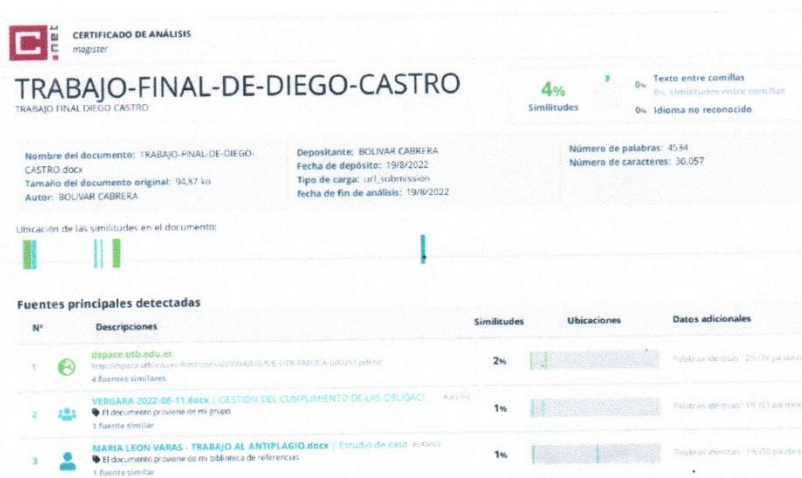 .net
CERTIFICADO DE ANÁLISIS
magister
TRABAJO-FINAL-DE-DIEGO-CASTRO
TRABAJO FINAL DIEGO CASTRO
4%
Similitudes
0% Texto entre comillas
0% similitudes entre comillas
0% Idioma no reconocido
Nombre del documento: TRABAJO-FINAL-DE-DIEGO-
CASTRO.docx
Tamaño del documento original: 94,87 ko
Autor: BOLIVAR CABRERA
Depositante: BOLIVAR CABRERA
Fecha de depósito: 19/8/2022
Tipo de carga: url_submission
fecha de fin de análisis: 19/8/2022
Número de palabras: 4534
Número de caracteres: 30.057
Ubicación de las similitudes en el documento:
Fuentes principales detectadas
Nº Descripciones Similitudes Ubicaciones Datos adicionales
1 dspace.utb.edu.ec 2%
4 fuentes similares
2 VERGARA 2022-08-11.docx | GESTION DEL CUMPLIMIENTO DE LAS OBLIGACI... 1%
El documento proviene de mi grupo
1 fuente similar
3 MARIA LEON VARAS - TRABAJO AL ANTIPLAGIO.docx | Estudio de caso 1%
El documento proviene de mi biblioteca de referencias
1 fuente similar